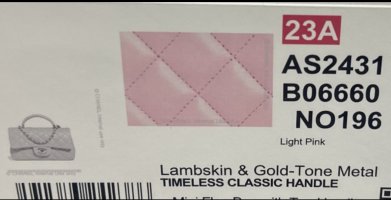 23A
AS2431
B06660
NO196
Light Pink
Lambskin & Gold-Tone Metal
TIMELESS CLASSIC HANDLE